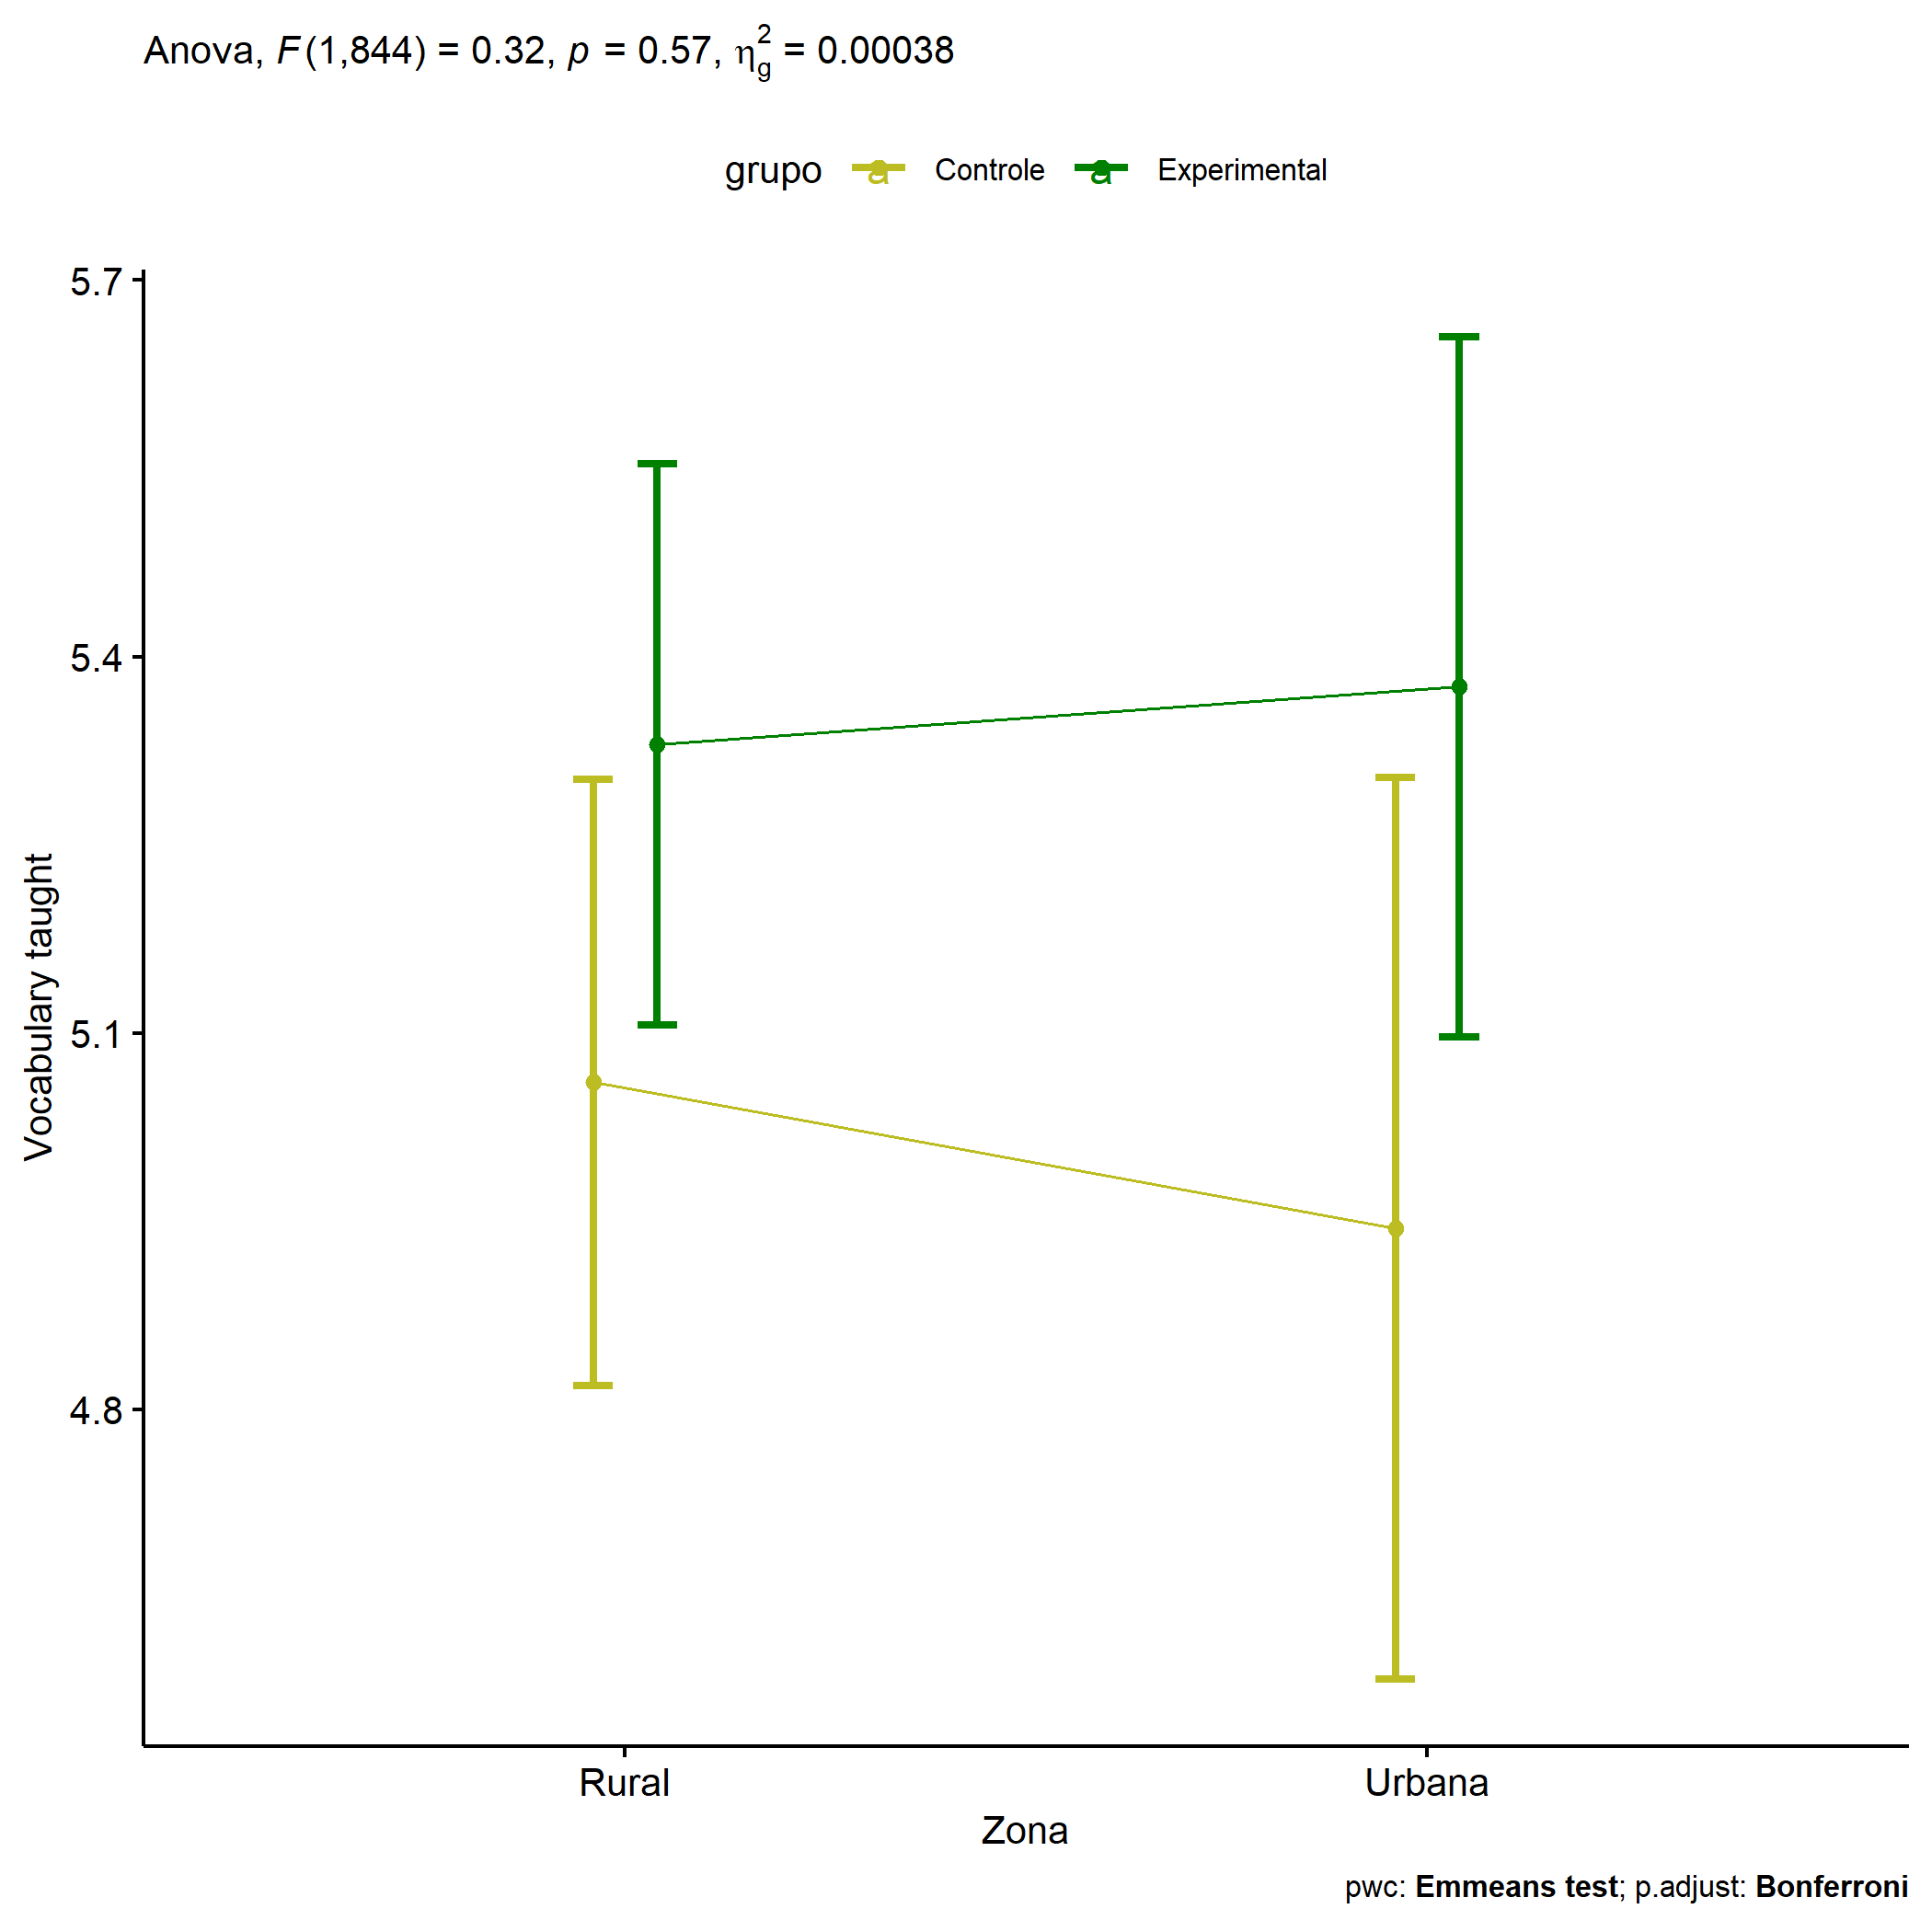 Anova, F(1,844) = 0.32, p = 0.57, η²g = 0.00038
grupo a Controle a Experimental
5.7
5.4
5.1
4.8
Vocabulary taught
Rural Urbana
Zona
pwc: Emmeans test; p.adjust: Bonferroni